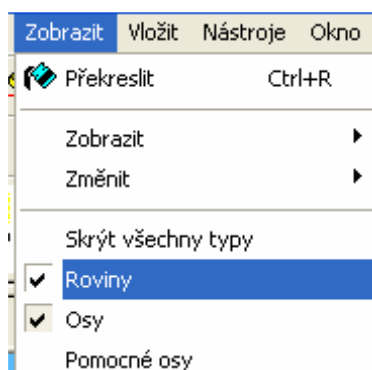 Zobrazit Vložit Nástroje Okno
Překreslit Ctrl+R
Zobrazit
Změnit
Skrýt všechny typy
Roviny
Osy
Pomocné osy